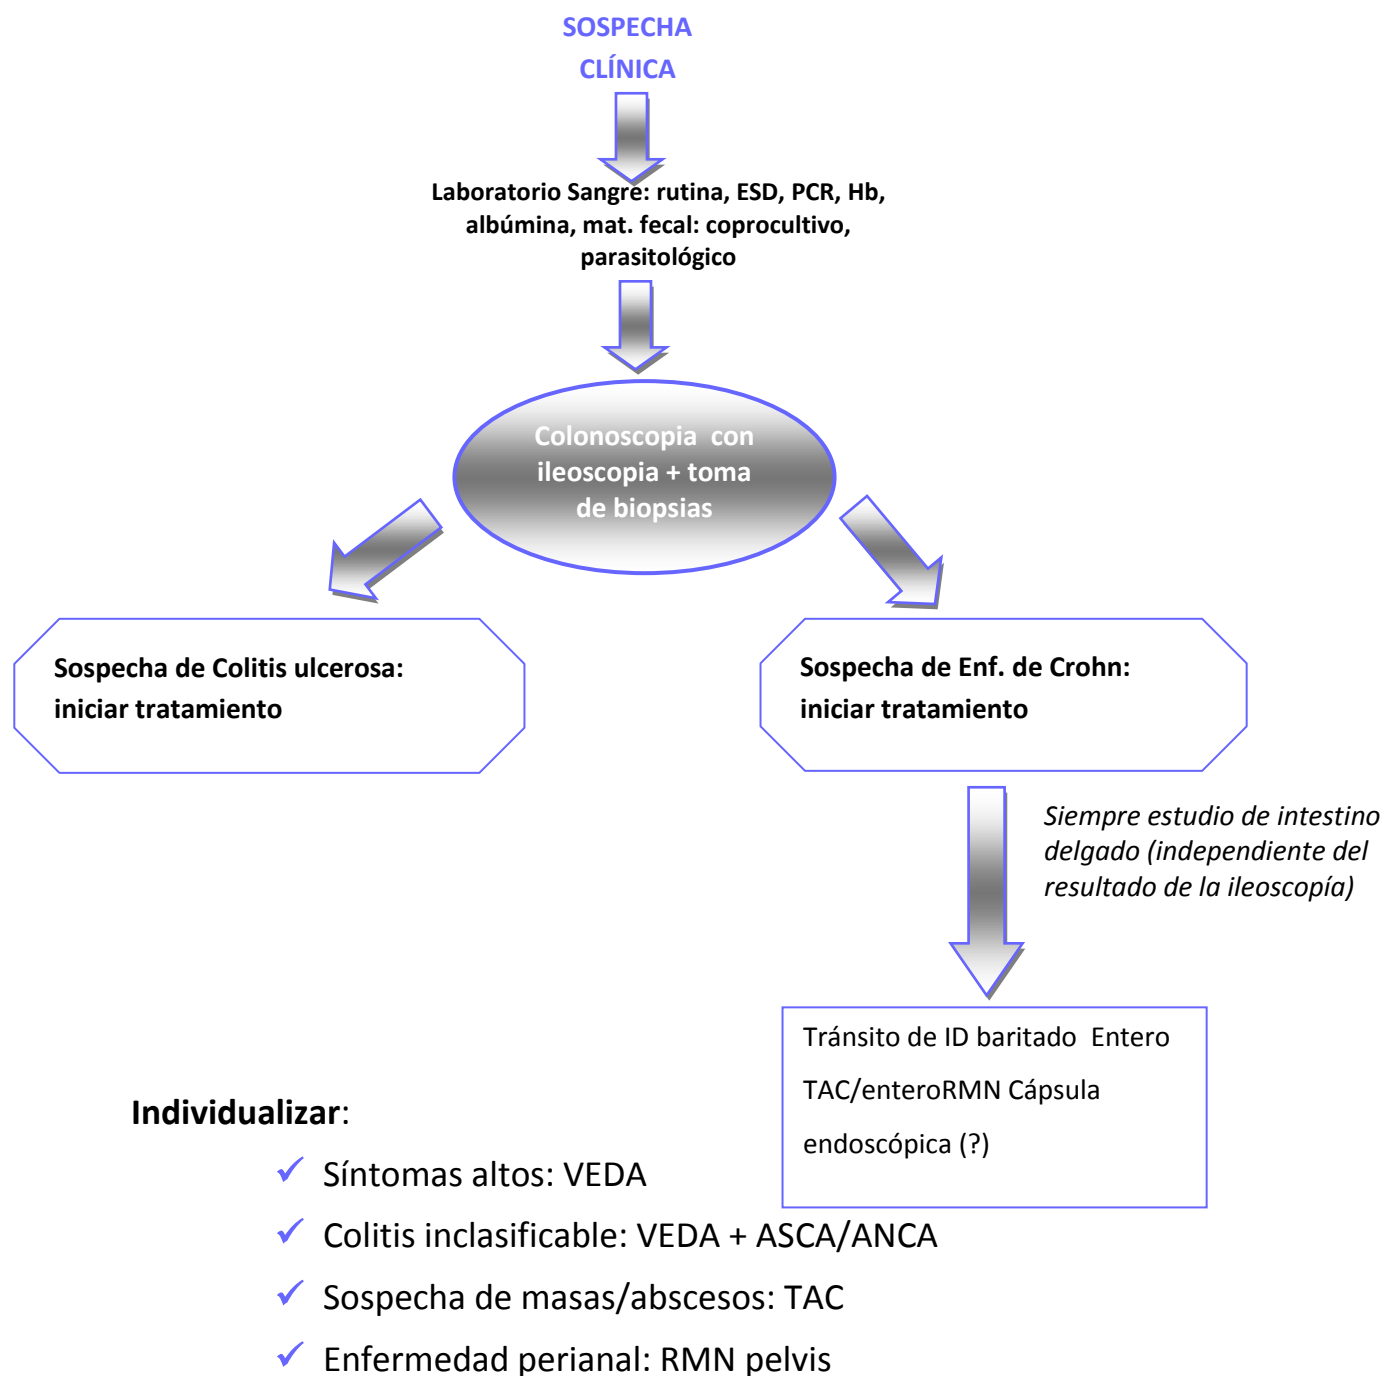 SOSPECHA
CLÍNICA
Laboratorio Sangre: rutina, ESD, PCR, Hb,
albúmina, mat. fecal: coprocultivo,
parasitológico
Colonoscopia con
ileoscopia + toma
de biopsias
Sospecha de Colitis ulcerosa:
iniciar tratamiento
Sospecha de Enf. de Crohn:
iniciar tratamiento
Siempre estudio de intestino
delgado (independiente del
resultado de la ileoscopía)
Tránsito de ID baritado Entero
TAC/enteroRMN Cápsula
endoscópica (?)
Individualizar:
✓ Síntomas altos: VEDA
✓ Colitis inclasificable: VEDA + ASCA/ANCA
✓ Sospecha de masas/abscesos: TAC
✓ Enfermedad perianal: RMN pelvis